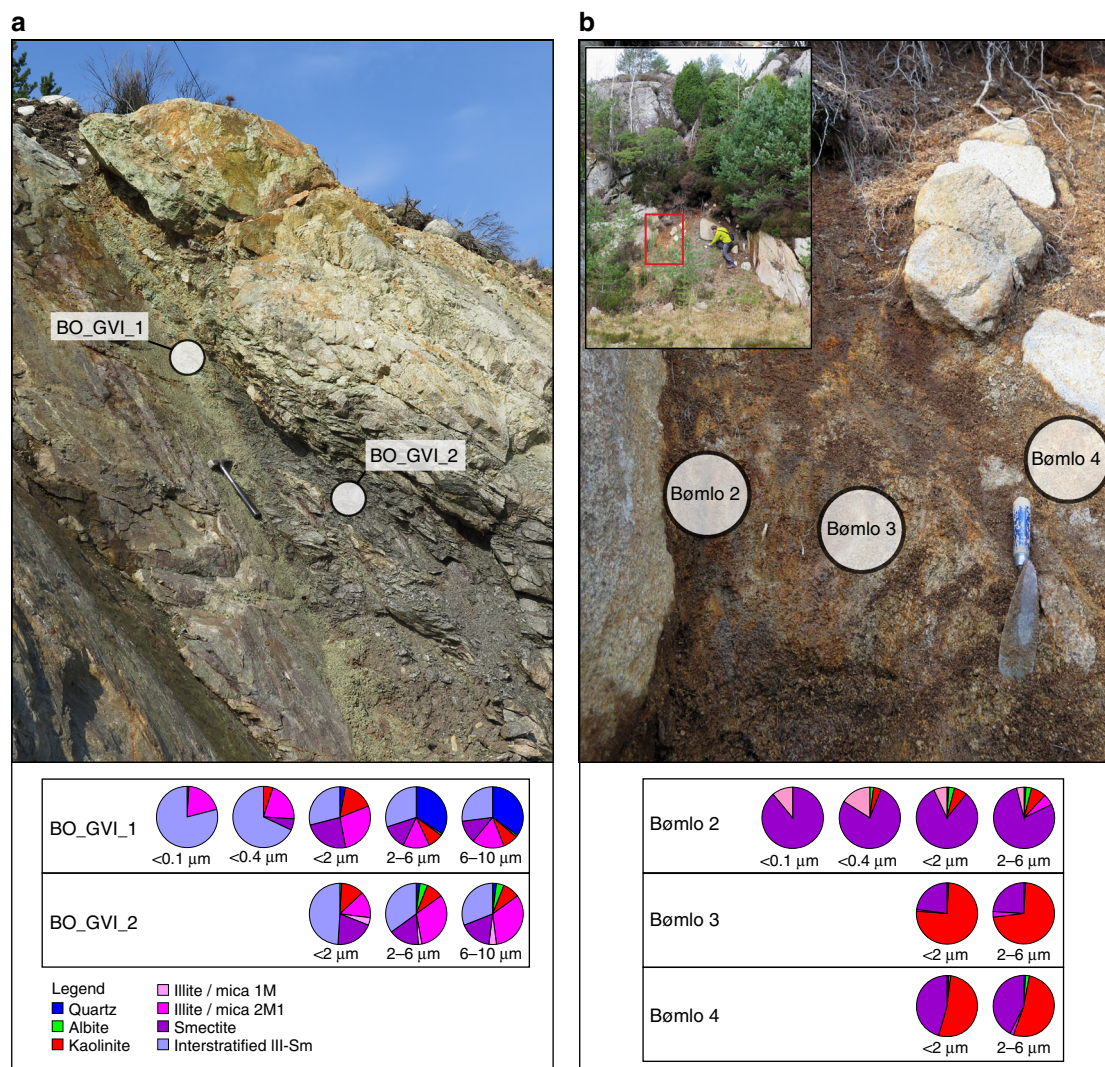 a
BO_GVI_1
BO_GVI_2
BO_GVI_1
<0.1 μm
<0.4 μm
<2 μm
2–6 μm
6–10 μm
BO_GVI_2
<2 μm
2–6 μm
6–10 μm
Legend
Quartz
Albite
Kaolinite
Illite / mica 1M
Illite / mica 2M1
Smectite
Interstratified III-Sm
b
Bømlo 2
Bømlo 3
Bømlo 4
Bømlo 2
<0.1 μm
<0.4 μm
<2 μm
2–6 μm
Bømlo 3
<2 μm
2–6 μm
Bømlo 4
<2 μm
2–6 μm